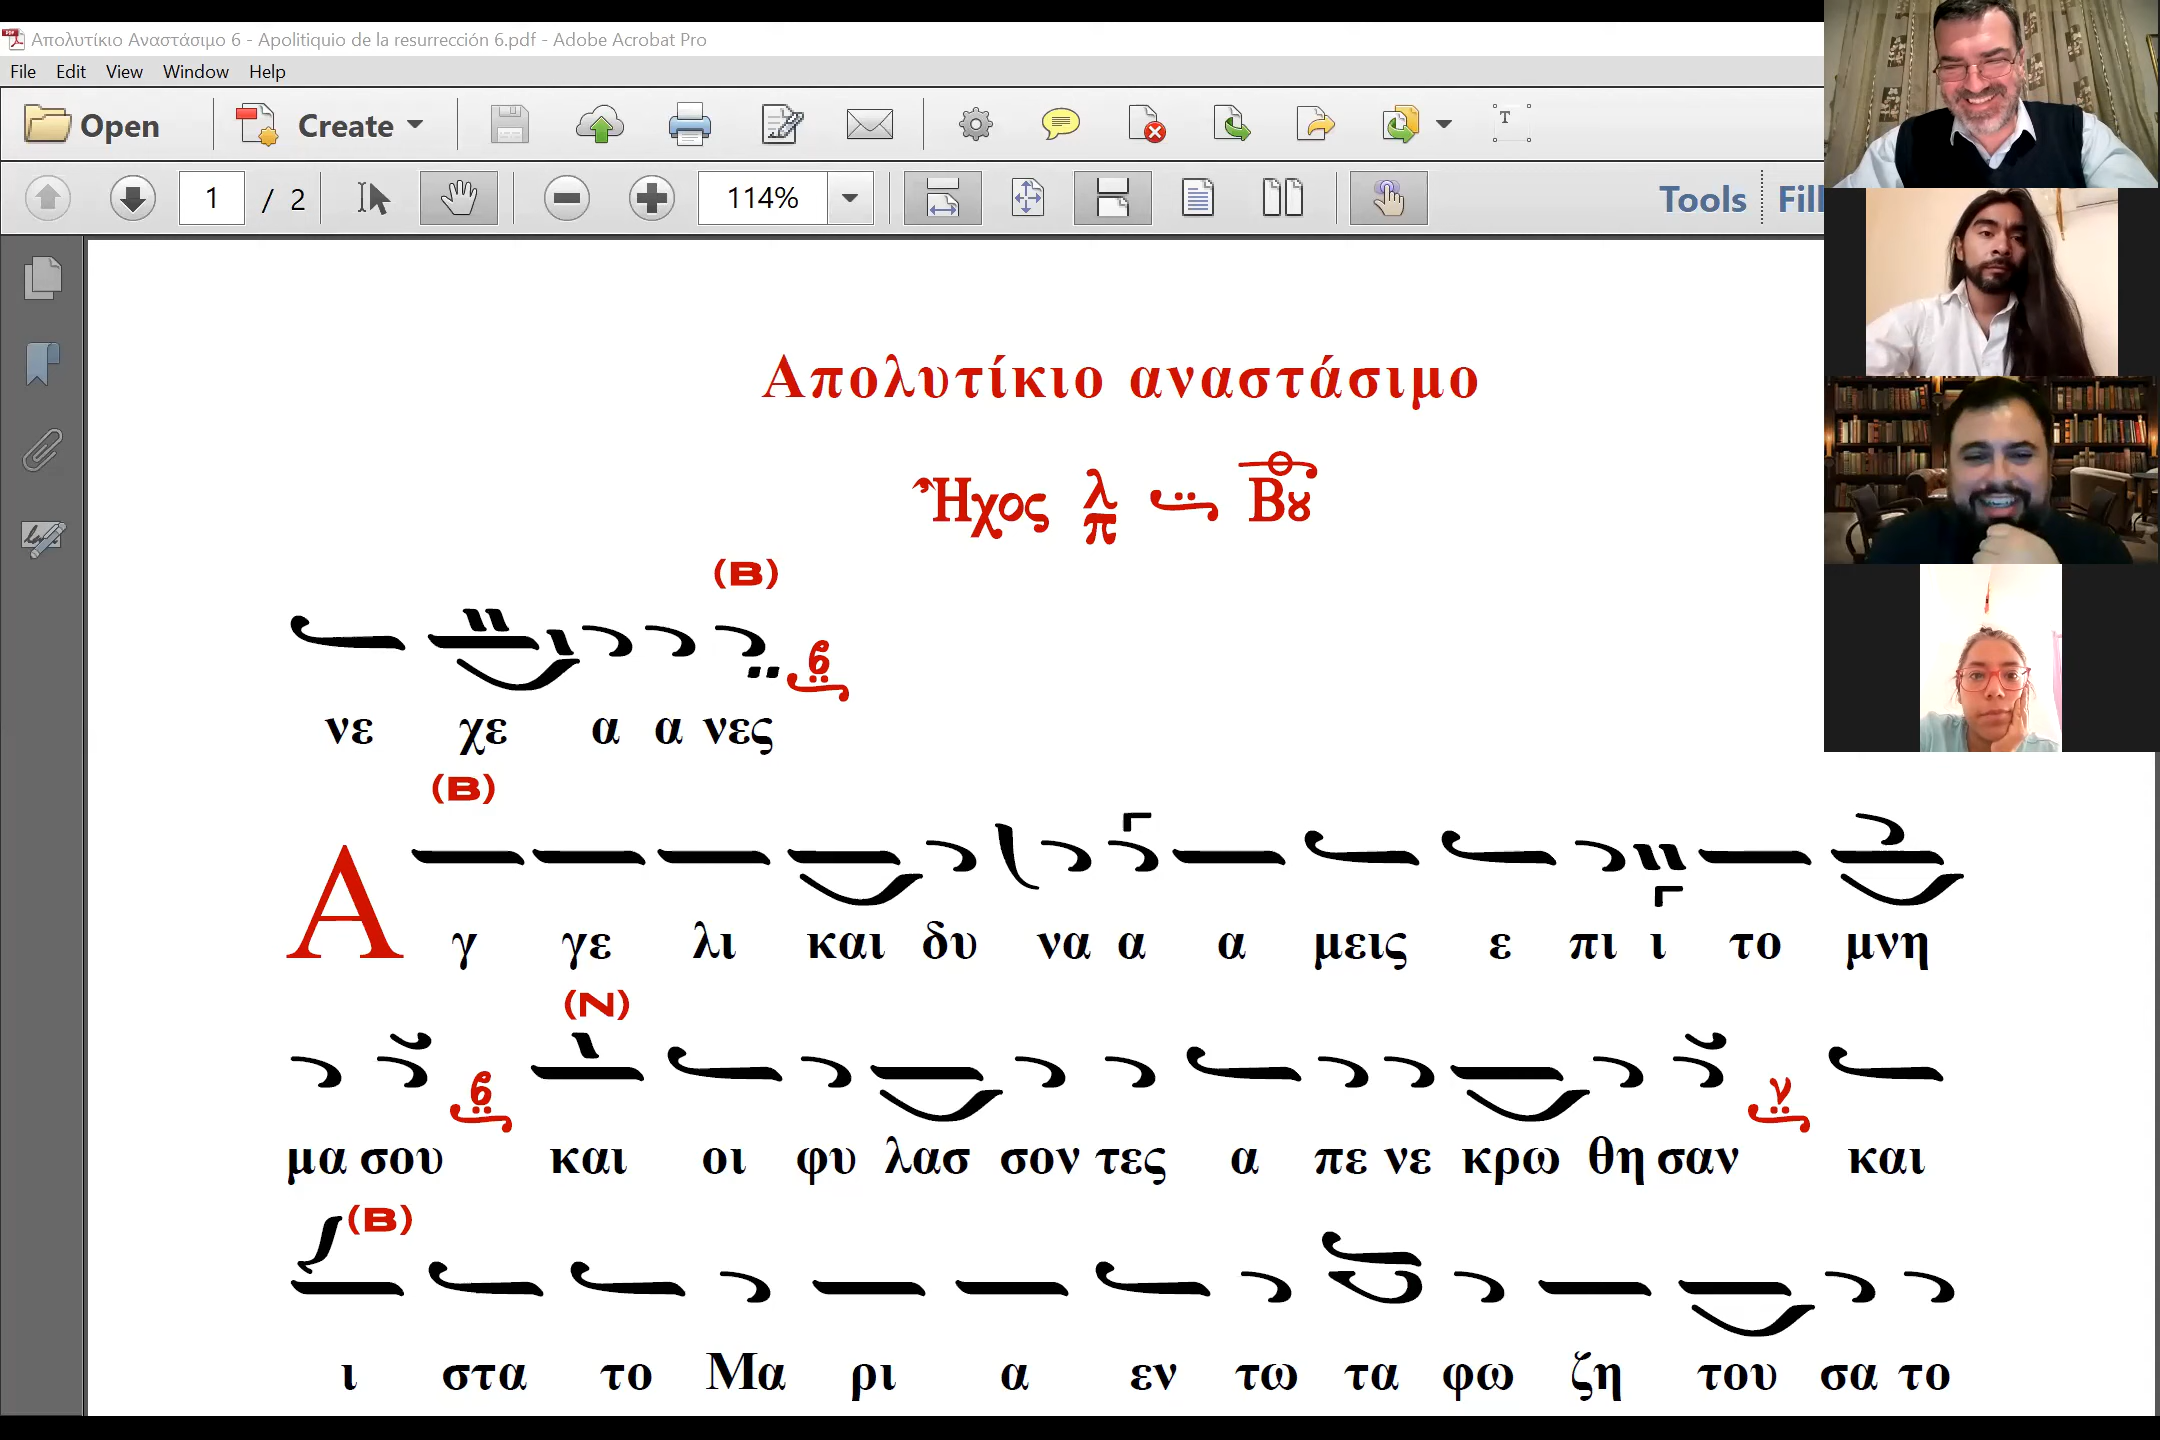 Απολυτίκιο Αναστάσιμο 6 - Apolitiquio de la resurrección 6.pdf - Adobe Acrobat Pro
File Edit View Window Help
Open Create
1 / 2 114% Tools Fill
Απολυτίκιο αναστάσιμο
Ἦχος λ π Βȣ
(B)
νε χε α α νες
(B)
Α γ γε λι και δυ να α α μεις ε πι ι το μνη
(N)
μα σου και οι φυ λασ σον τες α πε νε κρω θη σαν και
(B)
ι στα το Μα ρι α εν τω τα φω ζη του σα το